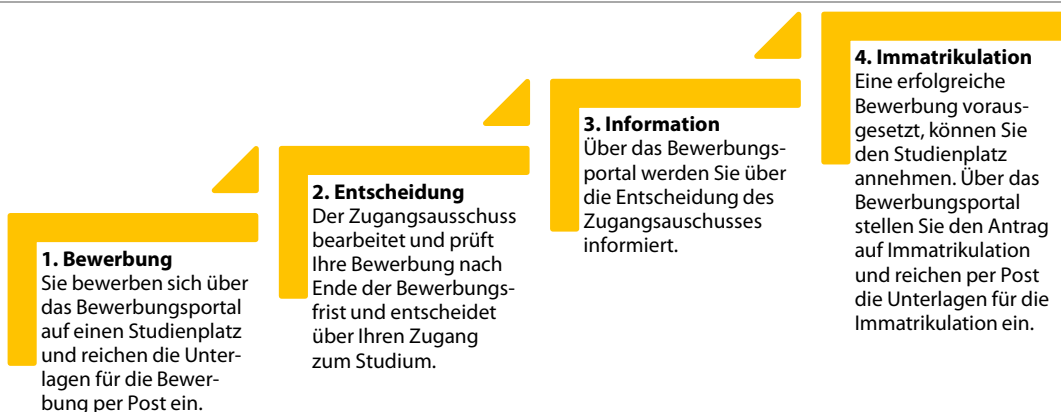 1. Bewerbung
Sie bewerben sich über
das Bewerbungsportal
auf einen Studienplatz
und reichen die Unter-
lagen für die Bewer-
bung per Post ein.
2. Entscheidung
Der Zugangsausschuss
bearbeitet und prüft
Ihre Bewerbung nach
Ende der Bewerbungs-
frist und entscheidet
über Ihren Zugang
zum Studium.
3. Information
Über das Bewerbungs-
portal werden Sie über
die Entscheidung des
Zugangsauschusses
informiert.
4. Immatrikulation
Eine erfolgreiche
Bewerbung voraus-
gesetzt, können Sie
den Studienplatz
annehmen. Über das
Bewerbungsportal
stellen Sie den Antrag
auf Immatrikulation
und reichen per Post
die Unterlagen für die
Immatrikulation ein.